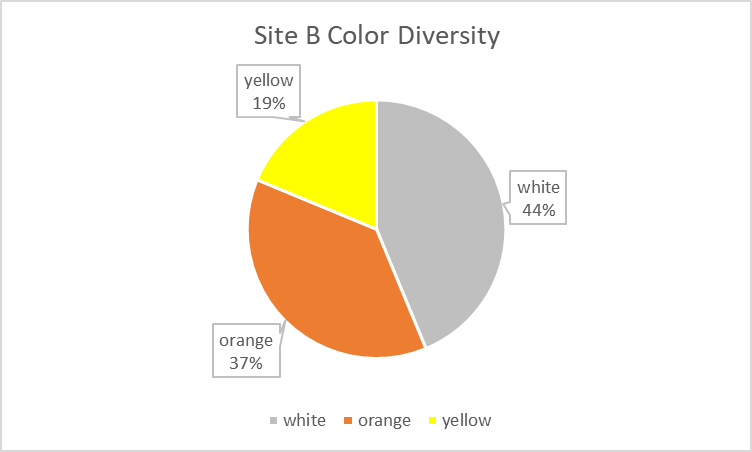 Site B Color Diversity
yellow
19%
white
44%
orange
37%
white orange yellow